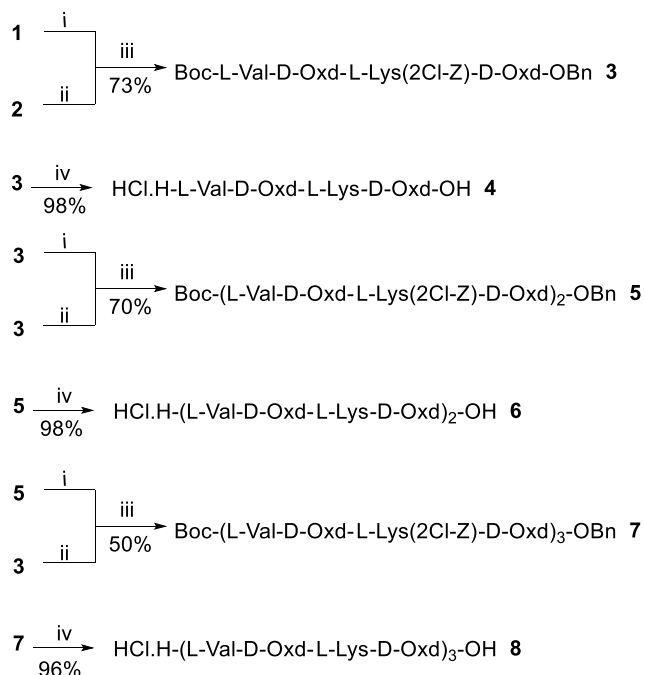 1 i
iii
Boc-L-Val-D-Oxd-L-Lys(2Cl-Z)-D-Oxd-OBn 3
73%
2 ii
3 iv HCl.H-L-Val-D-Oxd-L-Lys-D-Oxd-OH 4
98%
3 i
iii
Boc-(L-Val-D-Oxd-L-Lys(2Cl-Z)-D-Oxd)₂-OBn 5
70%
3 ii
5 iv HCl.H-(L-Val-D-Oxd-L-Lys-D-Oxd)₂-OH 6
98%
5 i
iii
Boc-(L-Val-D-Oxd-L-Lys(2Cl-Z)-D-Oxd)₃-OBn 7
50%
3 ii
7 iv HCl.H-(L-Val-D-Oxd-L-Lys-D-Oxd)₃-OH 8
96%